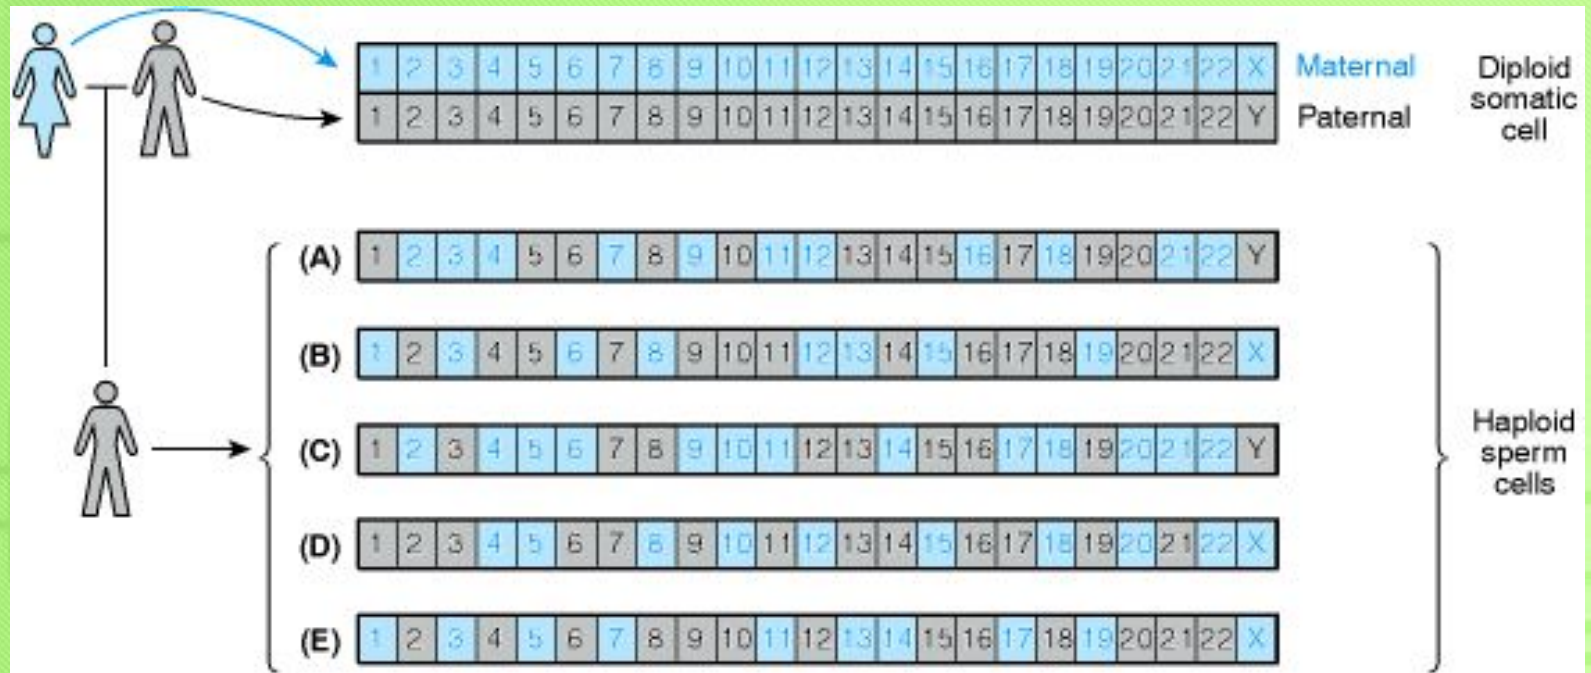 1 2 3 4 5 6 7 8 9 10 11 12 13 14 15 16 17 18 19 20 21 22 X Maternal
1 2 3 4 5 6 7 8 9 10 11 12 13 14 15 16 17 18 19 20 21 22 Y Paternal
Diploid
somatic
cell
(A) 1 2 3 4 5 6 7 8 9 10 11 12 13 14 15 16 17 18 19 20 21 22 Y
(B) 1 2 3 4 5 6 7 8 9 10 11 12 13 14 15 16 17 18 19 20 21 22 X
(C) 1 2 3 4 5 6 7 8 9 10 11 12 13 14 15 16 17 18 19 20 21 22 Y
(D) 1 2 3 4 5 6 7 8 9 10 11 12 13 14 15 16 17 18 19 20 21 22 X
(E) 1 2 3 4 5 6 7 8 9 10 11 12 13 14 15 16 17 18 19 20 21 22 X
Haploid
sperm
cells